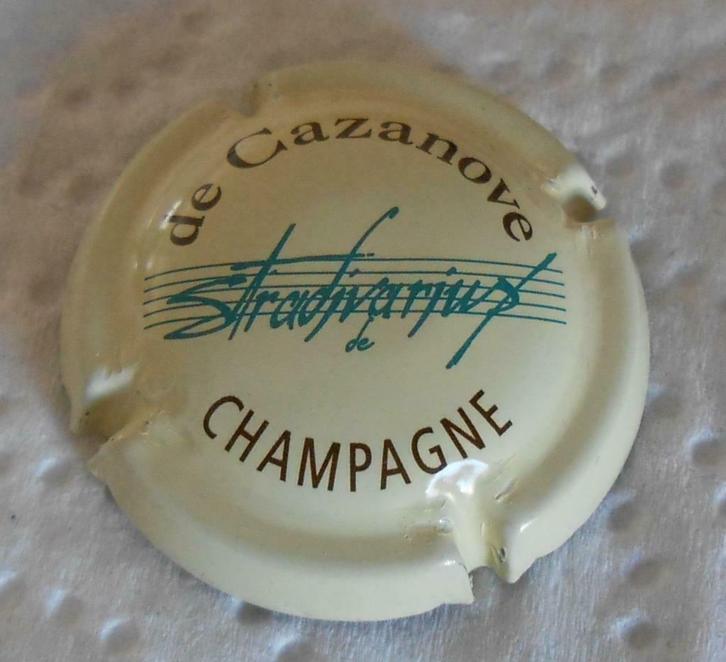 de Cazanove
Stradivarius
de
CHAMPAGNE